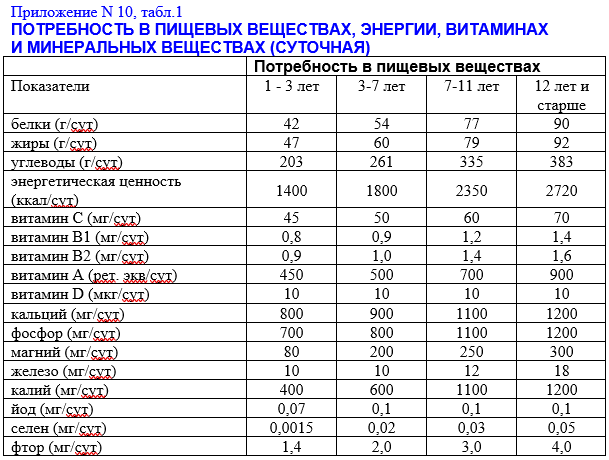 Приложение N 10, табл.1
ПОТРЕБНОСТЬ В ПИЩЕВЫХ ВЕЩЕСТВАХ, ЭНЕРГИИ, ВИТАМИНАХ
И МИНЕРАЛЬНЫХ ВЕЩЕСТВАХ (СУТОЧНАЯ)
Потребность в пищевых веществах
Показатели 1 - 3 лет 3-7 лет 7-11 лет 12 лет и
старше
белки (г/сут) 42 54 77 90
жиры (г/сут) 47 60 79 92
углеводы (г/сут) 203 261 335 383
энергетическая ценность
(ккал/сут) 1400 1800 2350 2720
витамин С (мг/сут) 45 50 60 70
витамин В1 (мг/сут) 0,8 0,9 1,2 1,4
витамин В2 (мг/сут) 0,9 1,0 1,4 1,6
витамин А (рет. экв/сут) 450 500 700 900
витамин D (мкг/сут) 10 10 10 10
кальций (мг/сут) 800 900 1100 1200
фосфор (мг/сут) 700 800 1100 1200
магний (мг/сут) 80 200 250 300
железо (мг/сут) 10 10 12 18
калий (мг/сут) 400 600 1100 1200
йод (мг/сут) 0,07 0,1 0,1 0,1
селен (мг/сут) 0,0015 0,02 0,03 0,05
фтор (мг/сут) 1,4 2,0 3,0 4,0